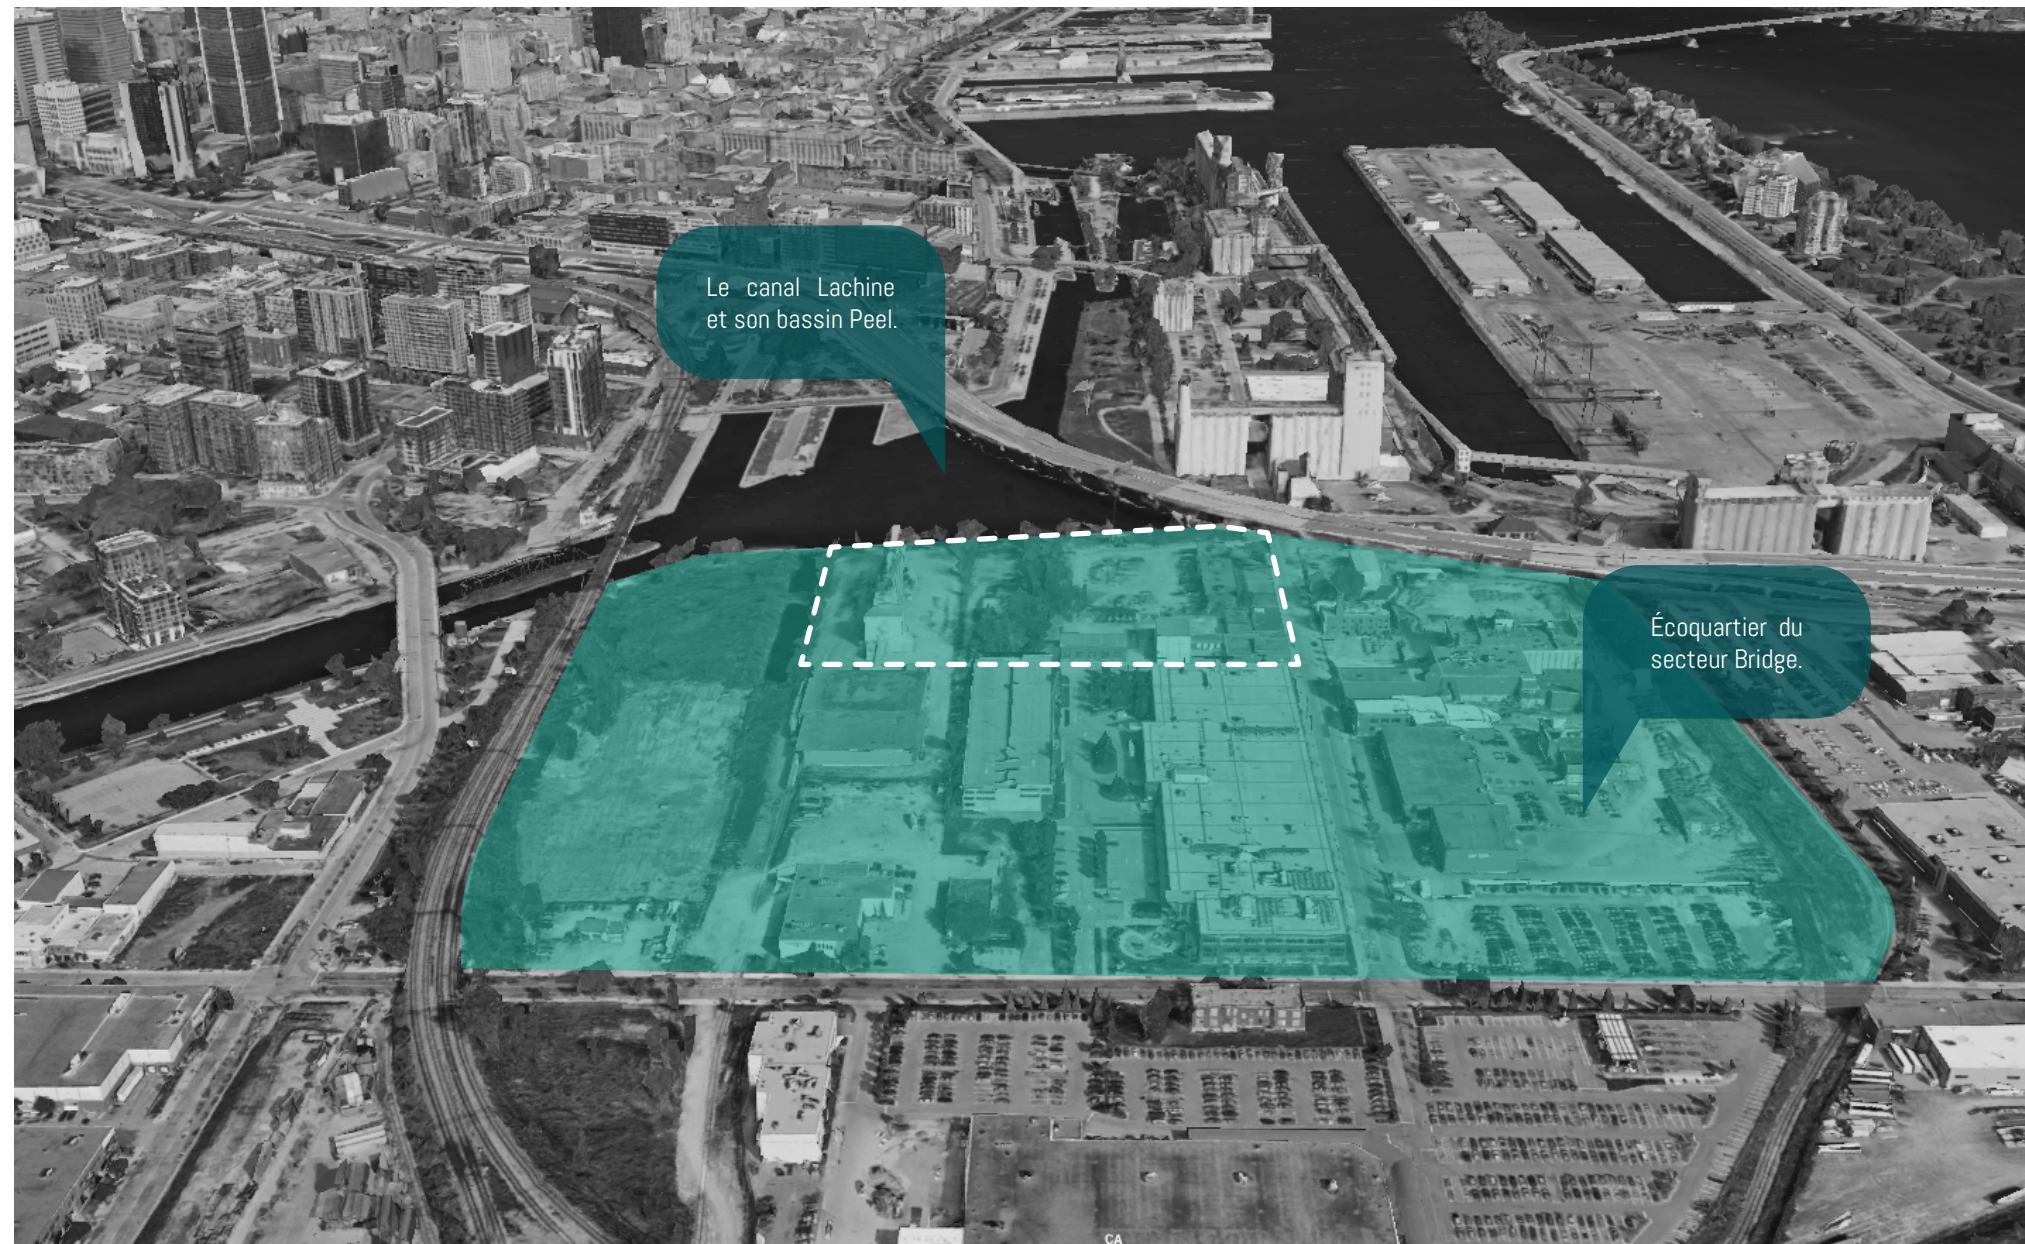 Le canal Lachine
et son bassin Peel.
Écoquartier du
secteur Bridge.
CA